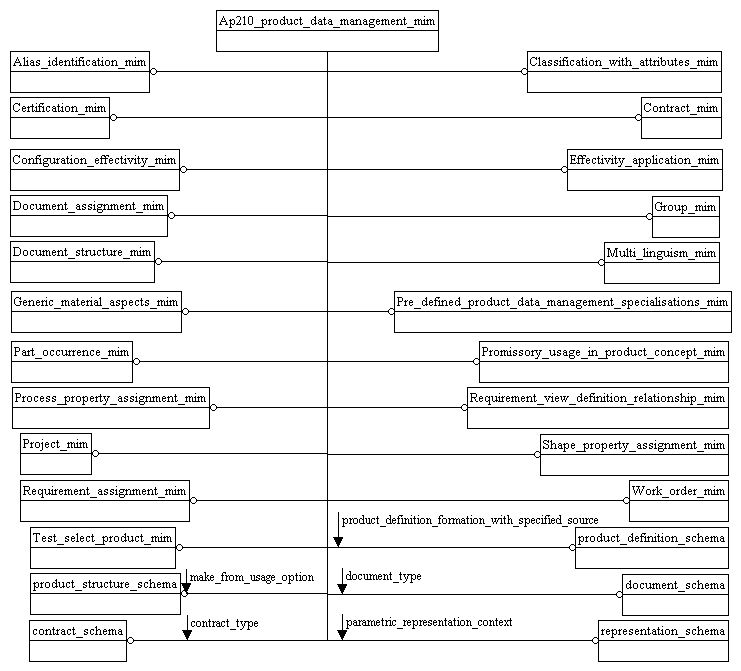 Ap210_product_data_management_mim
Alias_identification_mim
Classification_with_attributes_mim
Certification_mim
Contract_mim
Configuration_effectivity_mim
Effectivity_application_mim
Document_assignment_mim
Group_mim
Document_structure_mim
Multi_linguism_mim
Generic_material_aspects_mim
Pre_defined_product_data_management_specialisations_mim
Part_occurrence_mim
Promissory_usage_in_product_concept_mim
Process_property_assignment_mim
Requirement_view_definition_relationship_mim
Project_mim
Shape_property_assignment_mim
Requirement_assignment_mim
Work_order_mim
product_definition_formation_with_specified_source
Test_select_product_mim
product_definition_schema
make_from_usage_option
document_type
product_structure_schema
document_schema
contract_type
parametric_representation_context
contract_schema
representation_schema